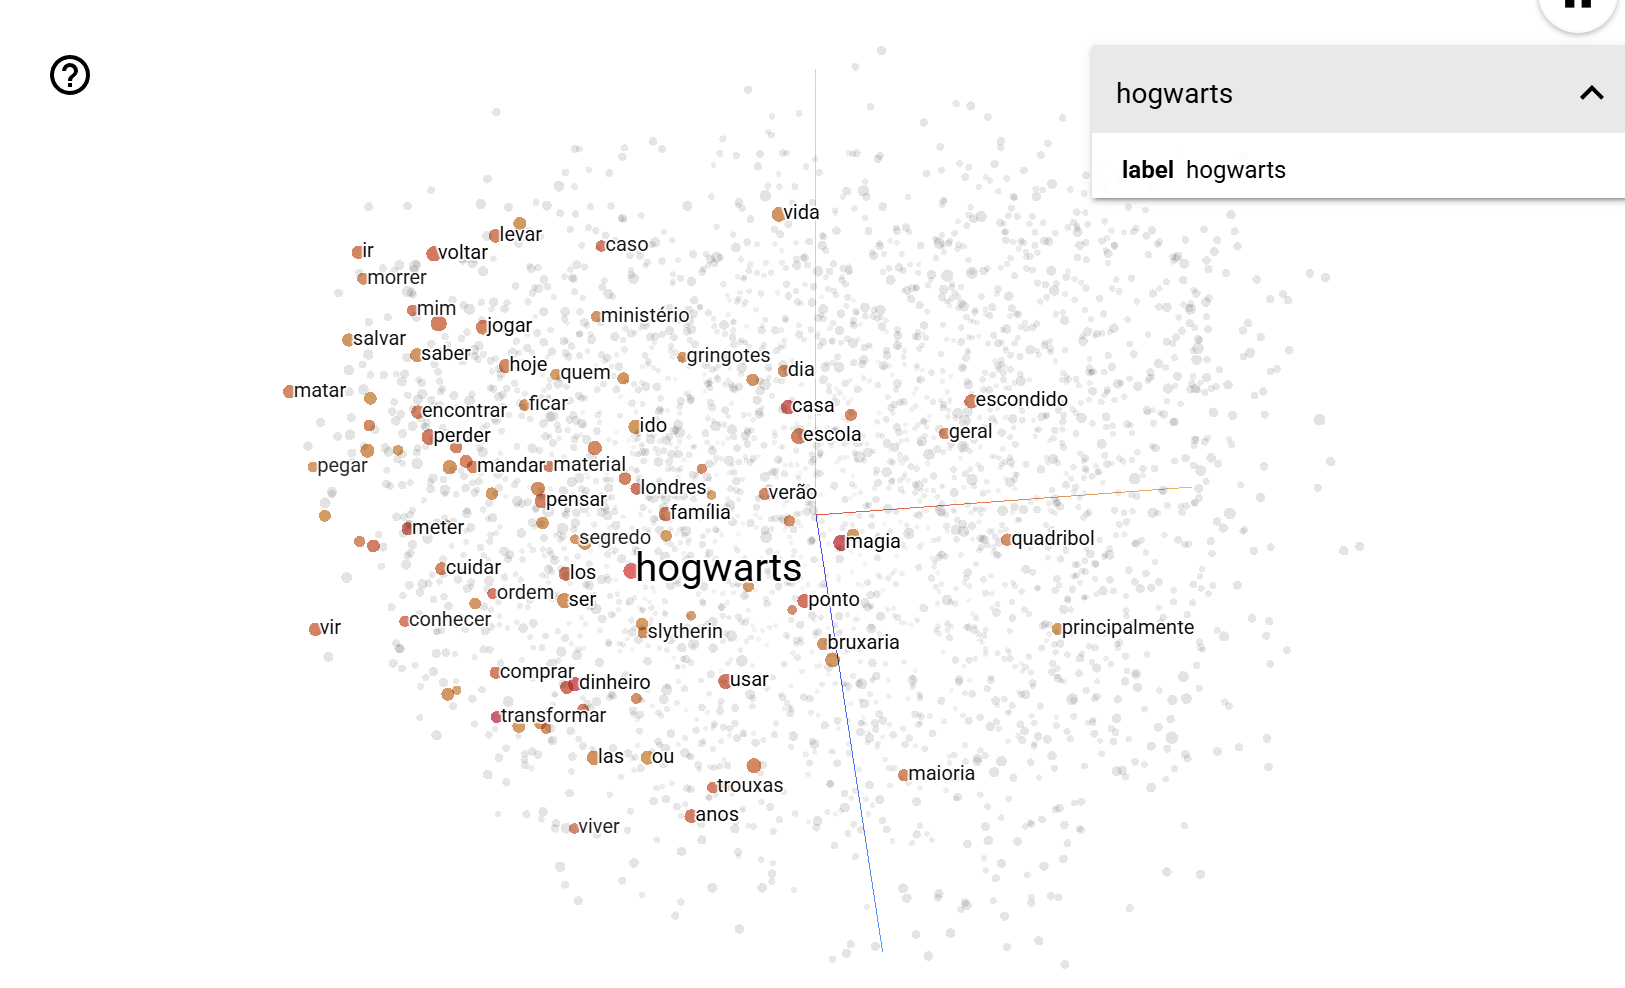 hogwarts
label hogwarts
vida
levar
caso
ir
voltar
morrer
mim
ministério
jogar
salvar
saber
gringotes
hoje
quem
dia
matar
ficar
casa
escondido
encontrar
ido
escola
geral
perder
pegar
mandar
material
londres
verão
pensar
família
meter
segredo
magia
quadribol
cuidar
los
hogwarts
ordem
ser
ponto
conhecer
vir
slytherin
principalmente
bruxaria
comprar
dinheiro
usar
transformar
las
ou
maioria
trouxas
anos
viver